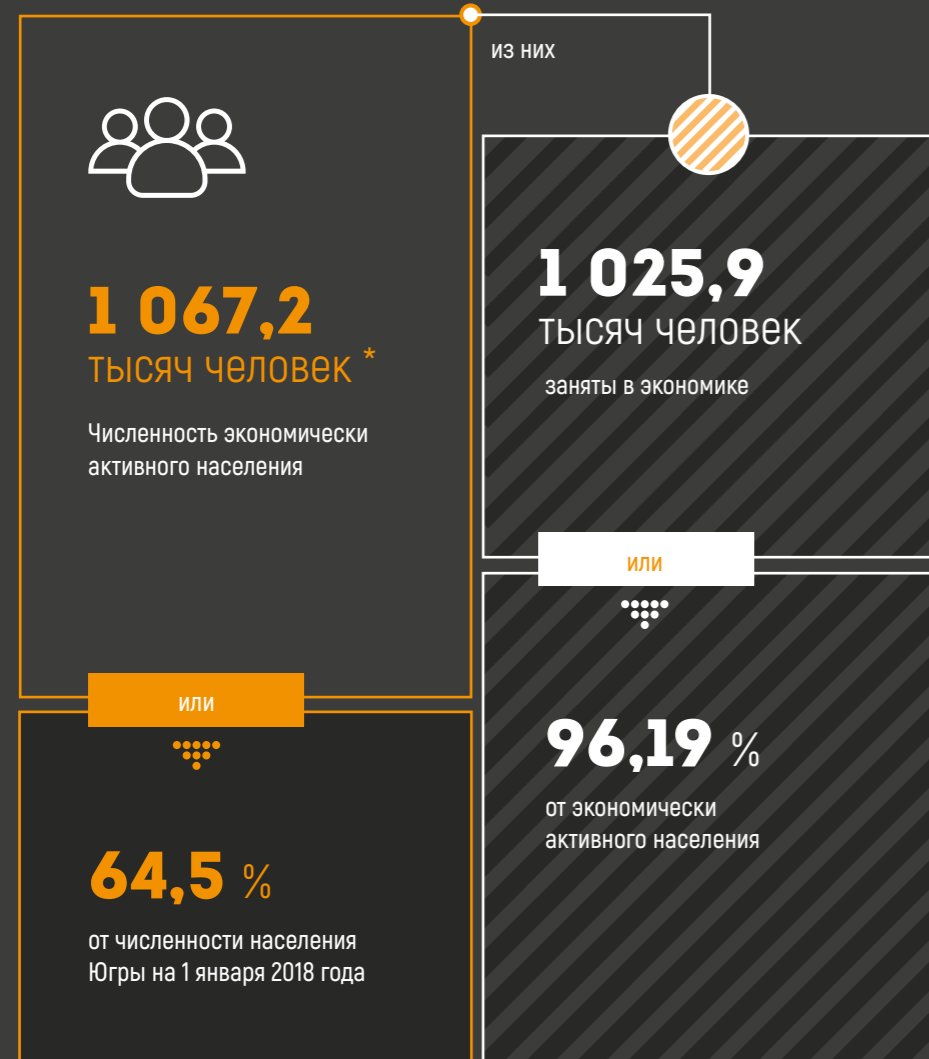 из них
1 067,2
тысяч человек *
Численность экономически
активного населения
или
64,5 %
от численности населения
Югры на 1 января 2018 года
1 025,9
тысяч человек
заняты в экономике
или
96,19 %
от экономически
активного населения